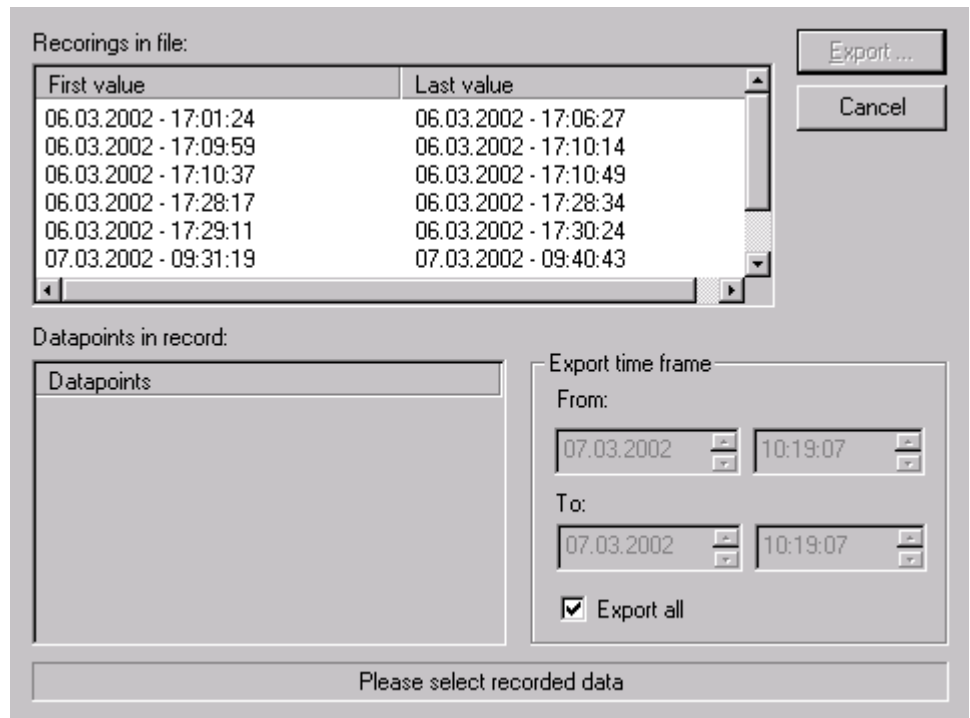 Recorings in file:
Export ...
First value Last value
Cancel
06.03.2002 - 17:01:24 06.03.2002 - 17:06:27
06.03.2002 - 17:09:59 06.03.2002 - 17:10:14
06.03.2002 - 17:10:37 06.03.2002 - 17:10:49
06.03.2002 - 17:28:17 06.03.2002 - 17:28:34
06.03.2002 - 17:29:11 06.03.2002 - 17:30:24
07.03.2002 - 09:31:19 07.03.2002 - 09:40:43
Datapoints in record:
Datapoints
Export time frame
From:
07.03.2002 10:19:07
To:
07.03.2002 10:19:07
Export all
Please select recorded data